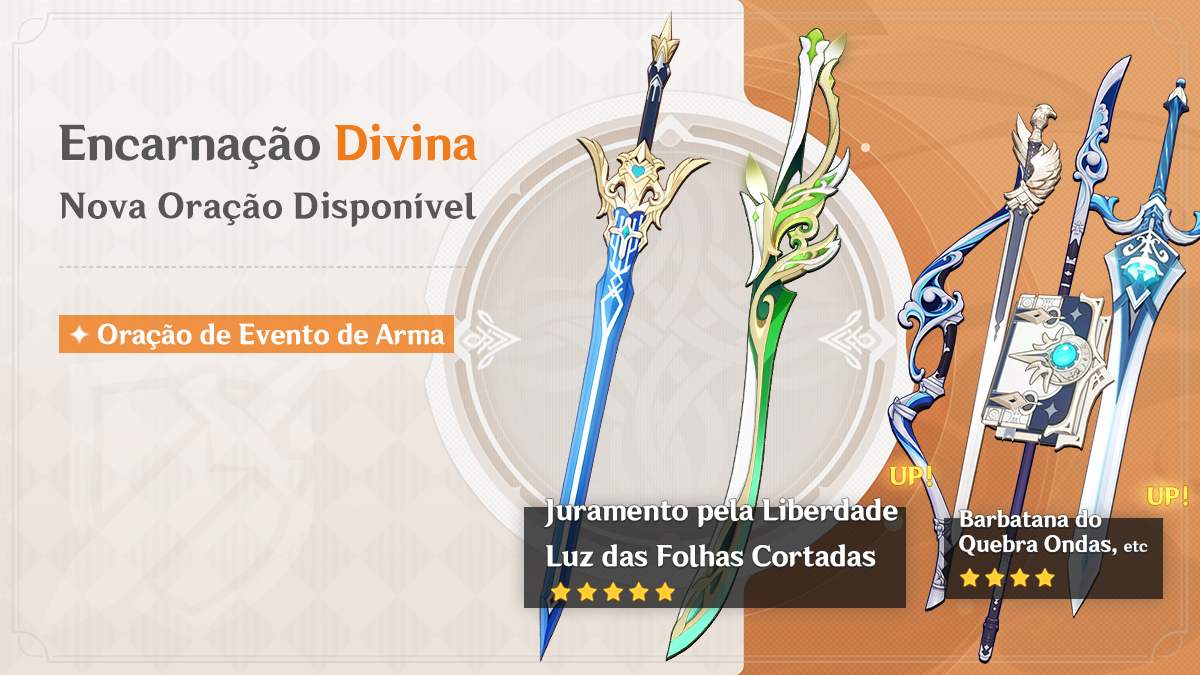 Encarnação Divina
Nova Oração Disponível
✦ Oração de Evento de Arma
Juramento pela Liberdade
Luz das Folhas Cortadas
UP!
Barbatana do
Quebra Ondas, etc
UP!